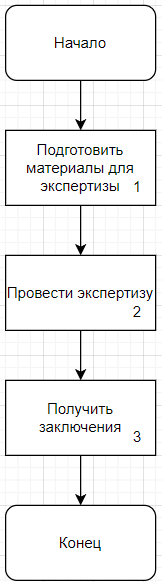 Начало
Подготовить
материалы для
экспертизы
1
Провести экспертизу
2
Получить
заключения
3
Конец